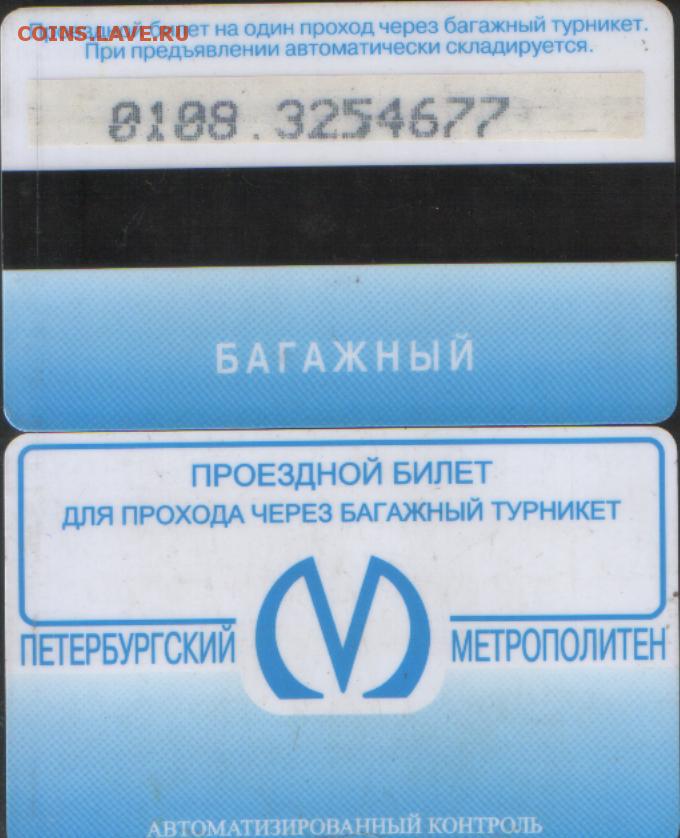 COINS.LAVE.RU
Проездной билет на один проход через багажный турникет.
При предъявлении автоматически складируется.
0108.3254677
БАГАЖНЫЙ
ПРОЕЗДНОЙ БИЛЕТ
ДЛЯ ПРОХОДА ЧЕРЕЗ БАГАЖНЫЙ ТУРНИКЕТ
ПЕТЕРБУРГСКИЙ МЕТРОПОЛИТЕН
АВТОМАТИЗИРОВАННЫЙ КОНТРОЛЬ